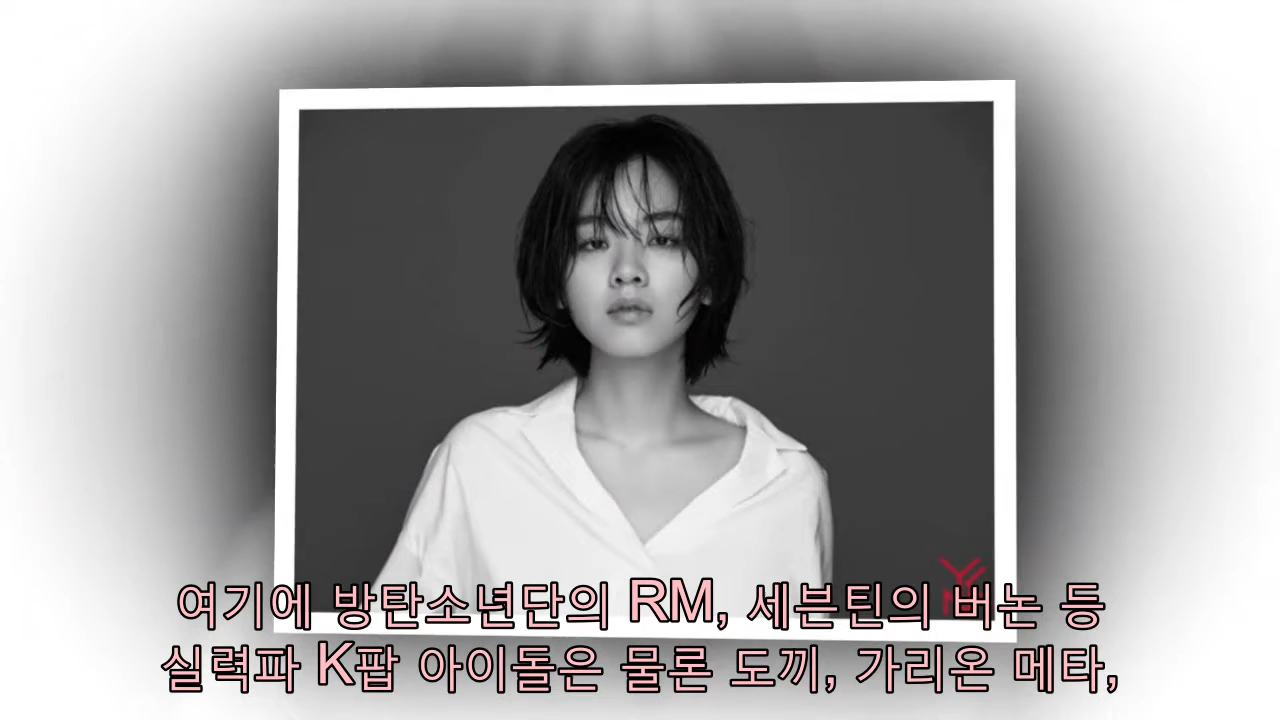 여기에 방탄소년단의 RM, 세븐틴의 버논 등
실력파 K팝 아이돌은 물론 도끼, 가리온 메타,